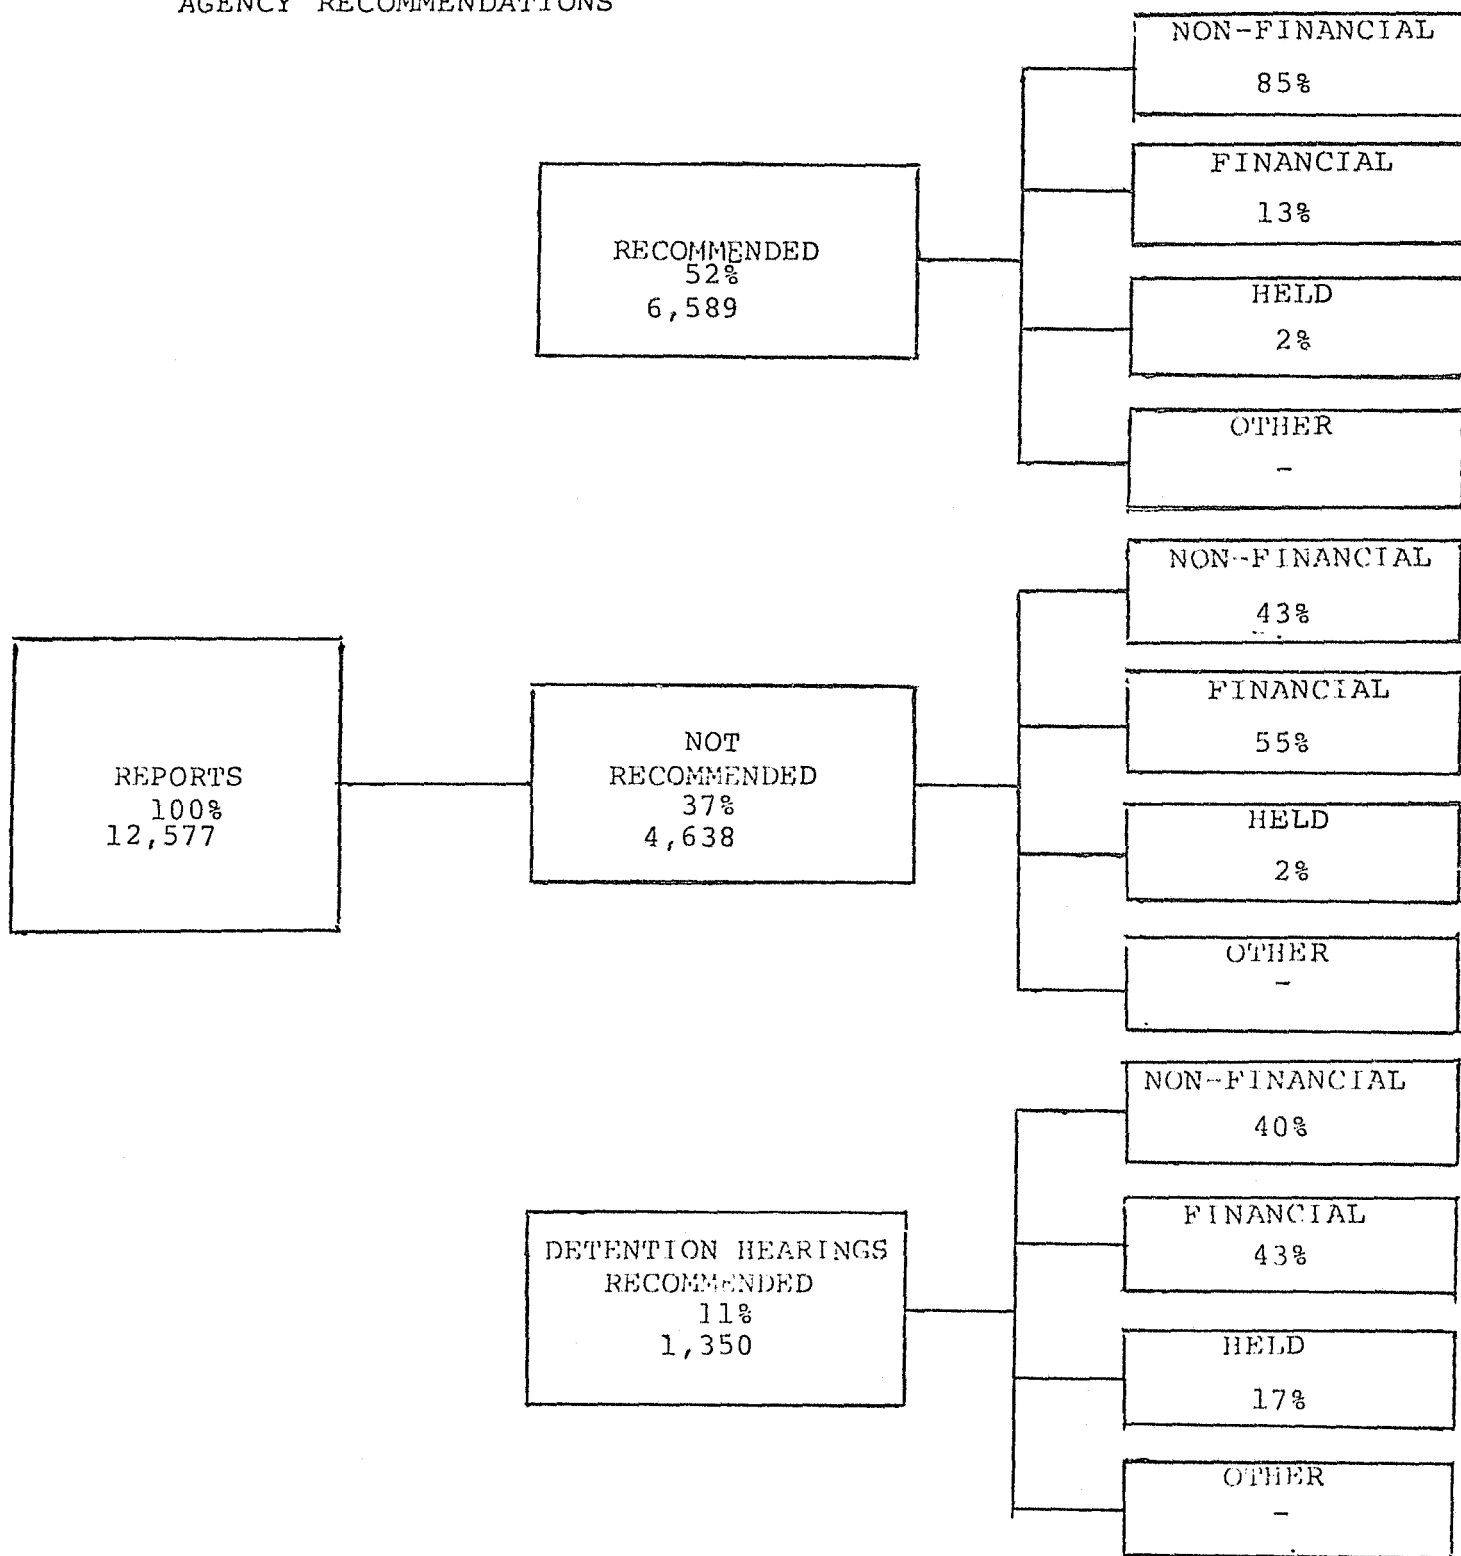 AGENCY RECOMMENDATIONS
NON-FINANCIAL
85%
FINANCIAL
13%
RECOMMENDED
52%
6,589
HELD
2%
OTHER
-
NON-FINANCIAL
43%
FINANCIAL
55%
REPORTS
100%
12,577
NOT
RECOMMENDED
37%
4,638
HELD
2%
OTHER
-
NON-FINANCIAL
40%
FINANCIAL
43%
DETENTION HEARINGS
RECOMMENDED
11%
1,350
HELD
17%
OTHER
-